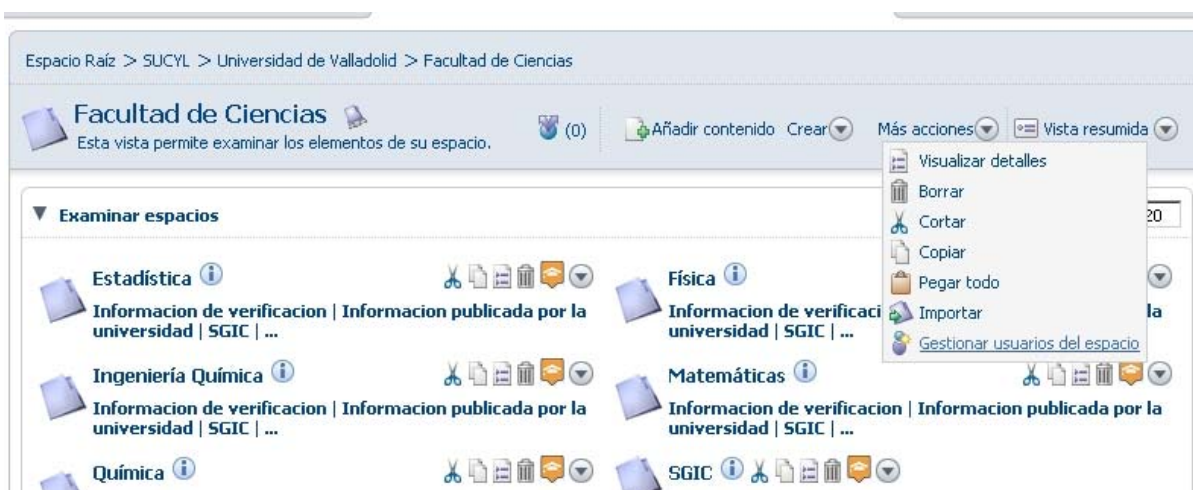 Espacio Raíz > SUCYL > Universidad de Valladolid > Facultad de Ciencias
Facultad de Ciencias
Esta vista permite examinar los elementos de su espacio.
(0)
Añadir contenido Crear
Más acciones
Vista resumida
Visualizar detalles
Borrar
Cortar
Copiar
Pegar todo
Importar
Gestionar usuarios del espacio
Examinar espacios
20
Estadística
Informacion de verificacion | Informacion publicada por la
universidad | SGIC | ...
Física
Informacion de verificaci la
universidad | SGIC | ...
Ingeniería Química
Informacion de verificacion | Informacion publicada por la
universidad | SGIC | ...
Matemáticas
Informacion de verificacion | Informacion publicada por la
universidad | SGIC | ...
Química
SGIC